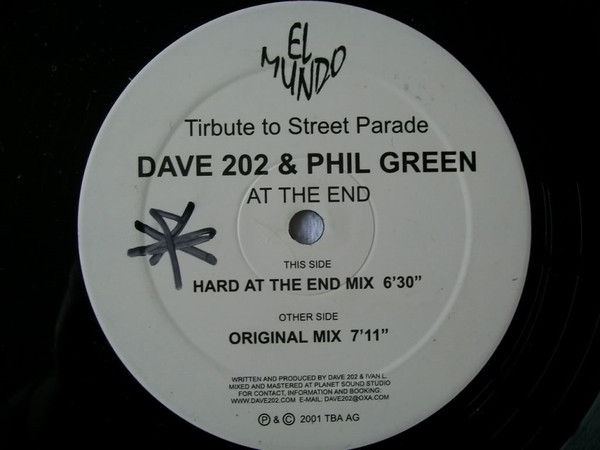 EL
MUNDO
Tirbute to Street Parade
DAVE 202 & PHIL GREEN
AT THE END
THIS SIDE
HARD AT THE END MIX 6'30"
OTHER SIDE
ORIGINAL MIX 7'11"
WRITTEN AND PRODUCED BY DAVE 202 & IVAN L.
MIXED AND MASTERED AT PLANET SOUND STUDIO
FOR CONTACT, INFORMATION AND BOOKING:
WWW.DAVE202.COM E-MAIL: DAVE202@OXA.COM
Ⓟ & © 2001 TBA AG